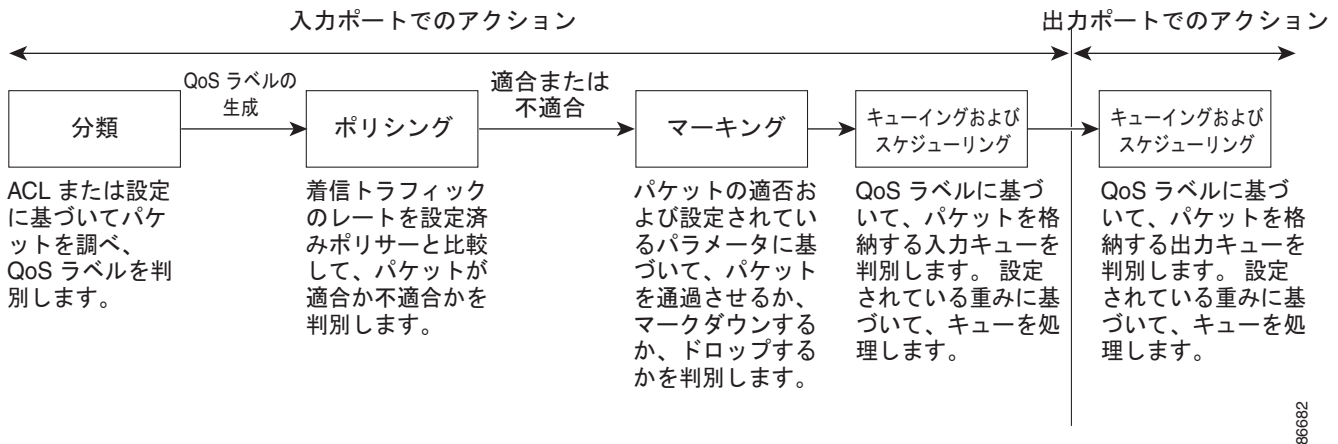 入力ポートでのアクション
出力ポートでのアクション
分類
QoS ラベルの
生成
ポリシング
適合または
不適合
マーキング
キューイングおよび
スケジューリング
キューイングおよび
スケジューリング
ACL または設定
に基づいてパケ
ットを調べ、
QoS ラベルを判
別します。
着信トラフィック
のレートを設定済
みポリサーと比較
して、パケットが
適合か不適合かを
判別します。
パケットの適否お
よび設定されてい
るパラメータに基
づいて、パケット
を通過させるか、
マークダウンする
か、ドロップする
かを判別します。
QoS ラベルに基づ
いて、パケットを格
納する入力キューを
判別します。 設定
されている重みに基
づいて、キューを処
理します。
QoS ラベルに基づ
いて、パケットを格
納する出力キューを
判別します。 設定
されている重みに基
づいて、キューを処
理します。
86682